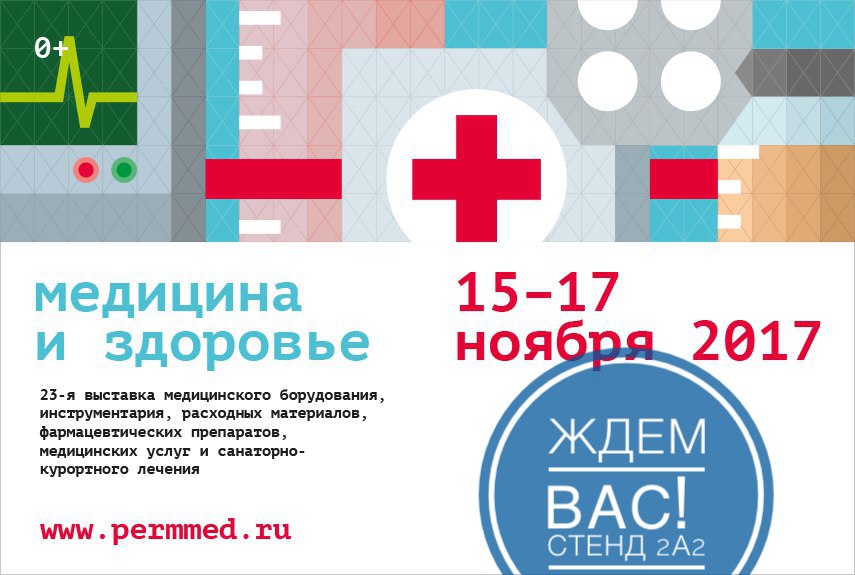 0+
медицина
и здоровье
15–17
ноября 2017
23-я выставка медицинского борудования,
инструментария, расходных материалов,
фармацевтических препаратов,
медицинских услуг и санаторно-
курортного лечения
www.permmed.ru
ЖДЕМ
ВАС!
СТЕНД 2А2